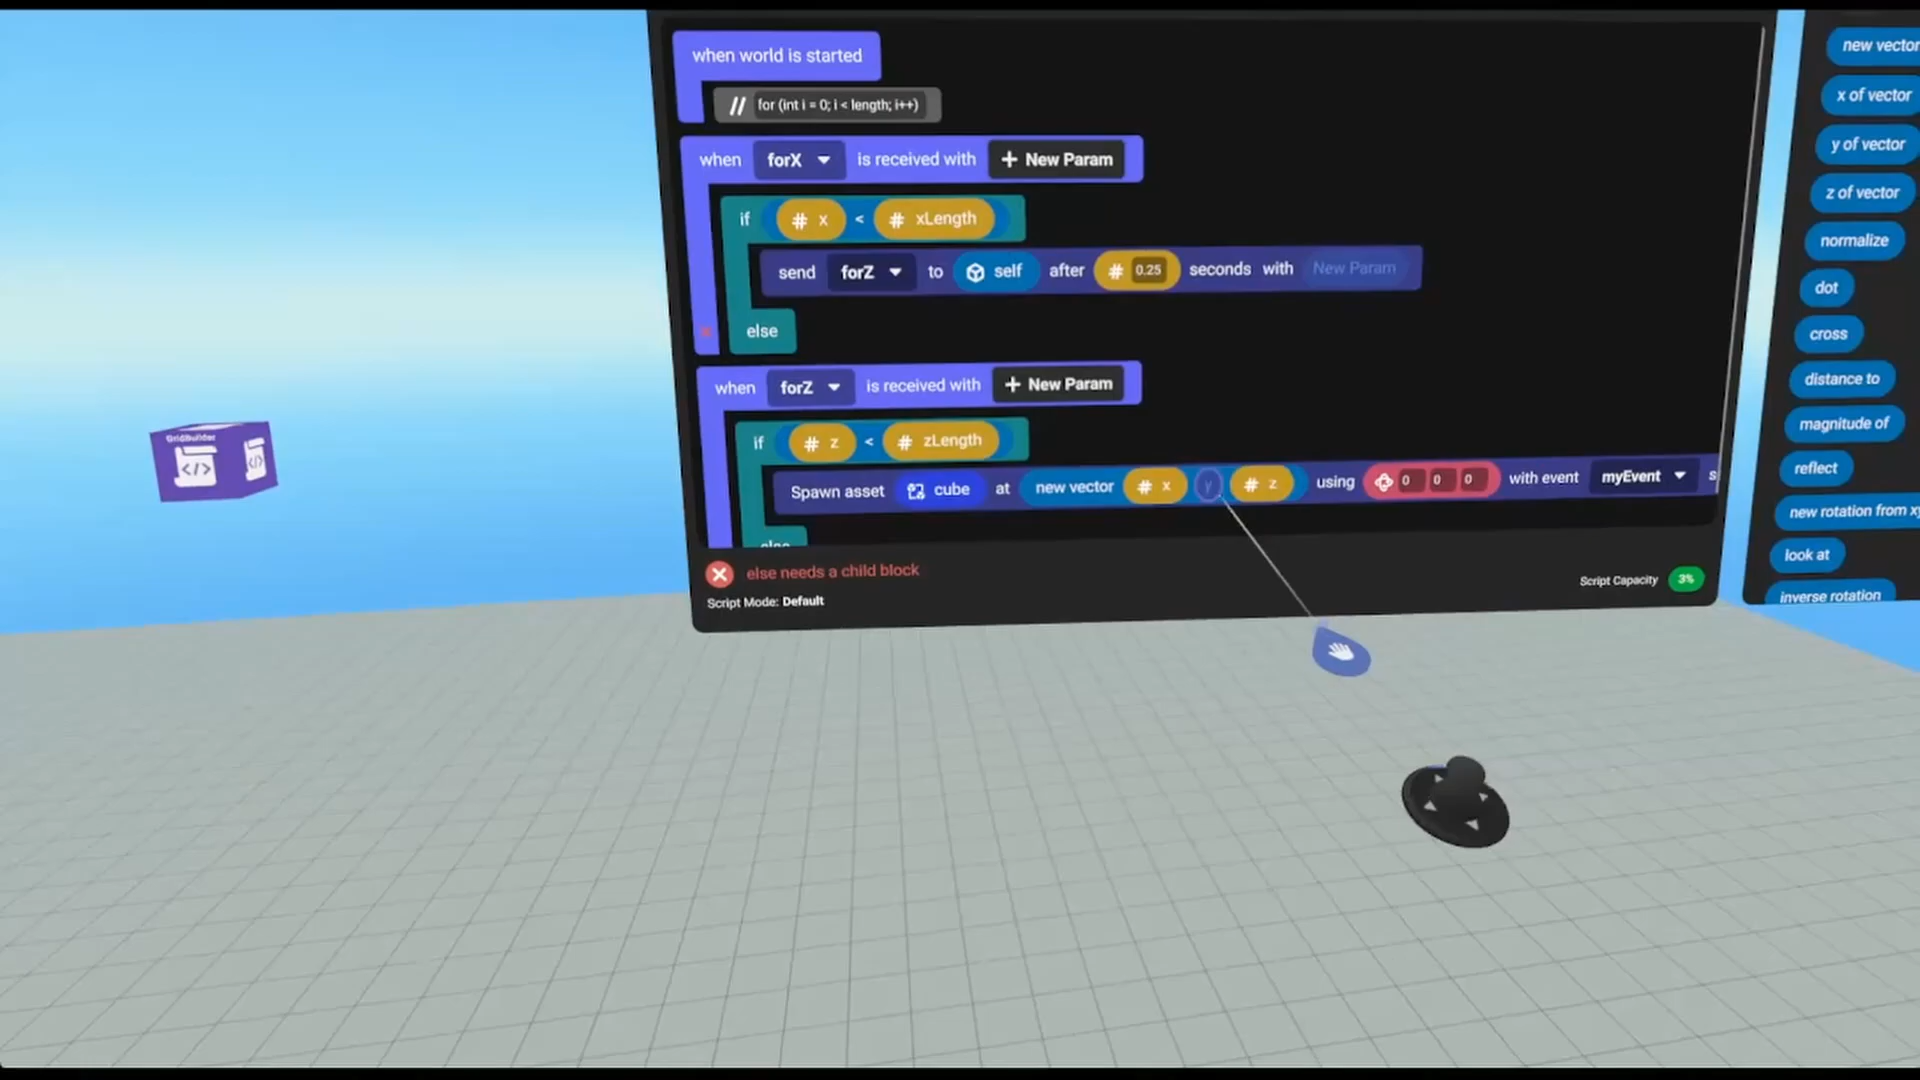 when world is started
// for (int i = 0; i < length; i++)
when forX is received with + New Param
if # x < # xLength
send forZ to self after # 0.25 seconds with New Param
else
when forZ is received with + New Param
if # z < # zLength
Spawn asset cube at new vector # x y # z using 0 0 0 with event myEvent s
else
else needs a child block
Script Mode: Default
Script Capacity 3%
new vector
x of vector
y of vector
z of vector
normalize
dot
cross
distance to
magnitude of
reflect
new rotation from xy
look at
inverse rotation
GridBuilder